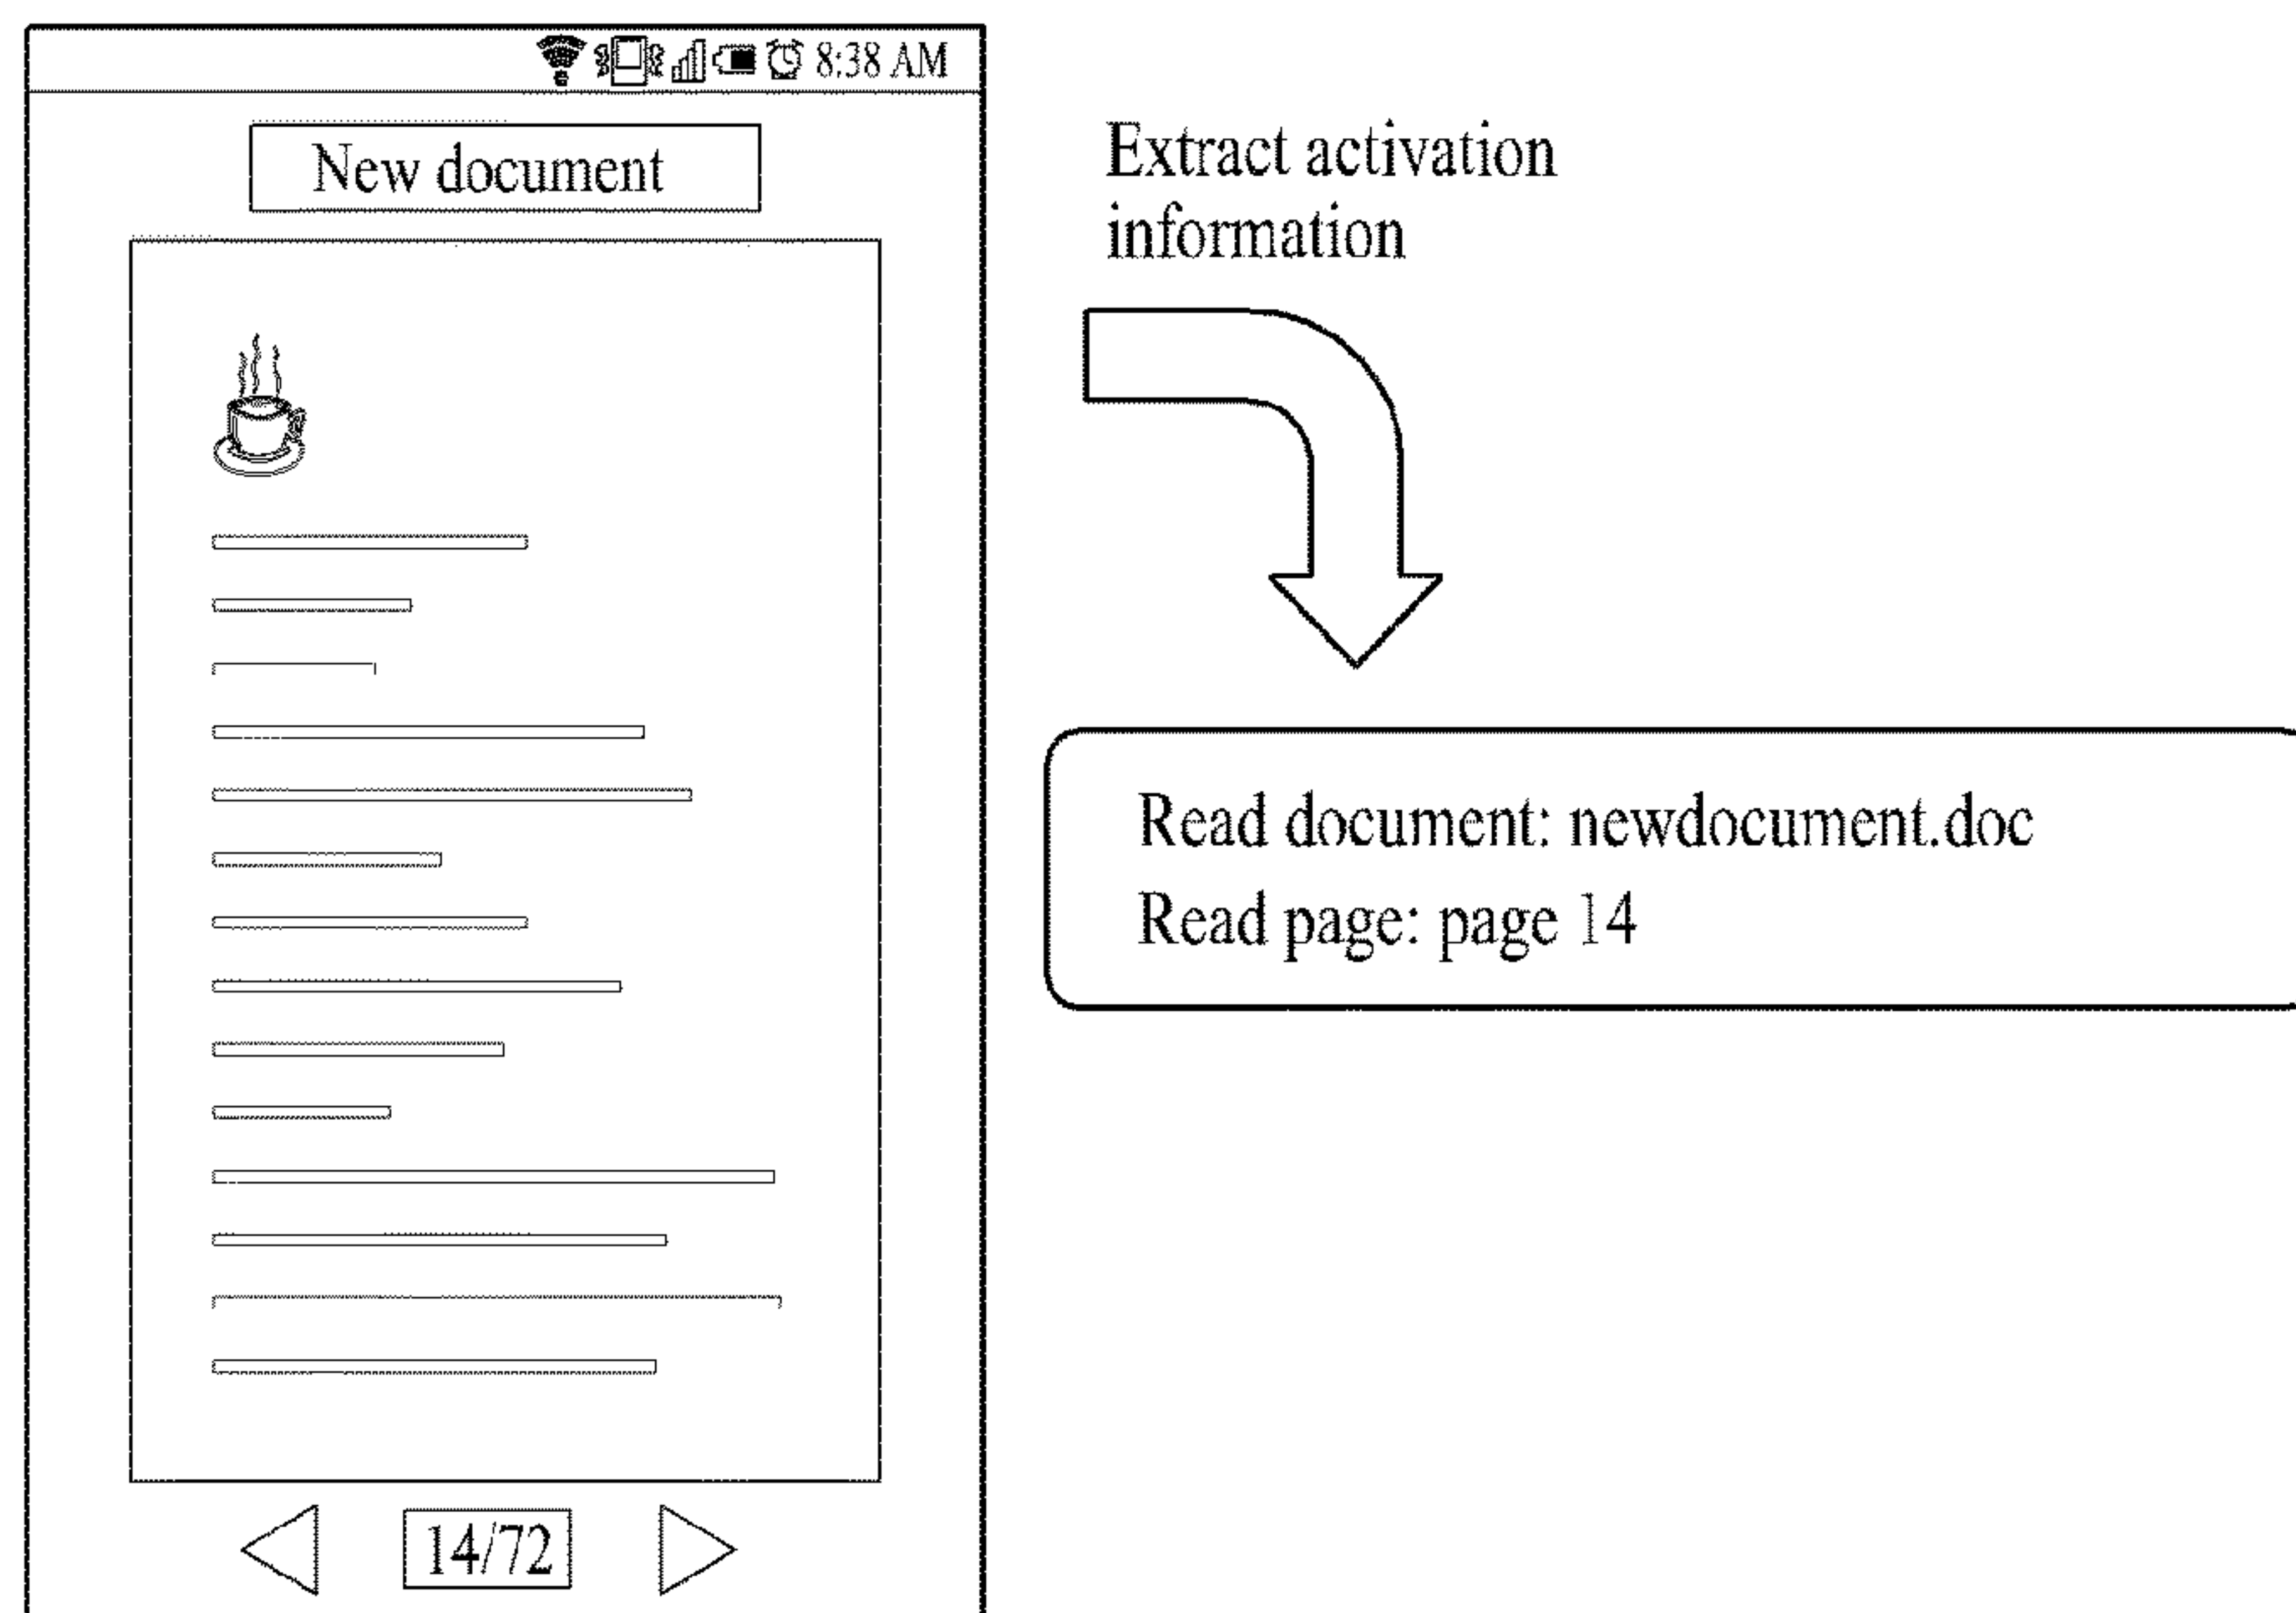 8:38 AM
New document
14/72
Extract activation
information
Read document: newdocument.doc
Read page: page 14